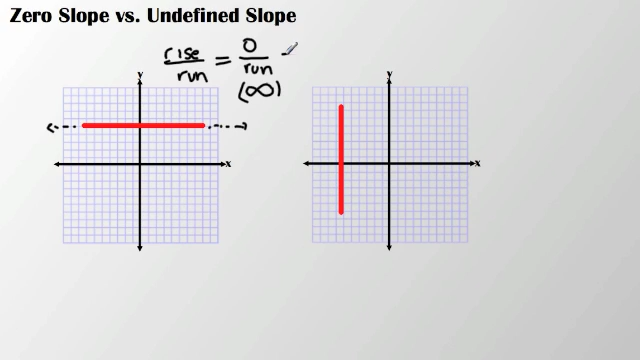 Zero Slope vs. Undefined Slope
rise = 0
run run
(∞)
y
x
y
x